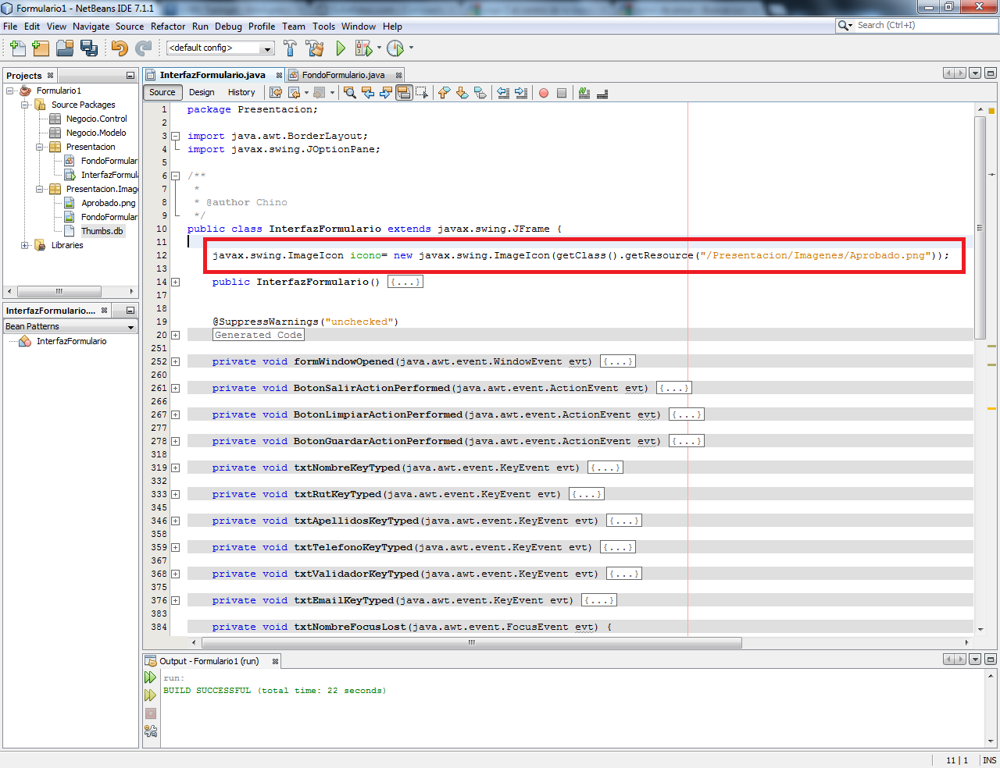 Formulario1 - NetBeans IDE 7.1.1
File Edit View Navigate Source Refactor Run Debug Profile Team Tools Window Help
Search (Ctrl+I)
<default config>
Projects
Formulario1
Source Packages
Negocio.Control
Negocio.Modelo
Presentacion
FondoFormular
InterfazFormula
Presentacion.Image
Aprobado.png
FondoFormular
Thumbs.db
Libraries
InterfazFormulario....
Bean Patterns
InterfazFormulario
InterfazFormulario.java FondoFormulario.java
Source Design History
1 package Presentacion;
2
3 import java.awt.BorderLayout;
4 import javax.swing.JOptionPane;
5
6 /**
7 *
8 * @author Chino
9 */
10 public class InterfazFormulario extends javax.swing.JFrame {
11
12 javax.swing.ImageIcon icono= new javax.swing.ImageIcon(getClass().getResource("/Presentacion/Imagenes/Aprobado.png"));
13
14 public InterfazFormulario() {...}
17
18
19 @SuppressWarnings("unchecked")
20 Generated Code
251
252 private void formWindowOpened(java.awt.event.WindowEvent evt) {...}
260
261 private void BotonSalirActionPerformed(java.awt.event.ActionEvent evt) {...}
266
267 private void BotonLimpiarActionPerformed(java.awt.event.ActionEvent evt) {...}
277
278 private void BotonGuardarActionPerformed(java.awt.event.ActionEvent evt) {...}
318
319 private void txtNombreKeyTyped(java.awt.event.KeyEvent evt) {...}
332
333 private void txtRutKeyTyped(java.awt.event.KeyEvent evt) {...}
345
346 private void txtApellidosKeyTyped(java.awt.event.KeyEvent evt) {...}
358
359 private void txtTelefonoKeyTyped(java.awt.event.KeyEvent evt) {...}
367
368 private void txtValidadorKeyTyped(java.awt.event.KeyEvent evt) {...}
375
376 private void txtEmailKeyTyped(java.awt.event.KeyEvent evt) {...}
383
384 private void txtNombreFocusLost(java.awt.event.FocusEvent evt) {
Output - Formulario1 (run)
run:
BUILD SUCCESSFUL (total time: 22 seconds)
11 | 1 INS